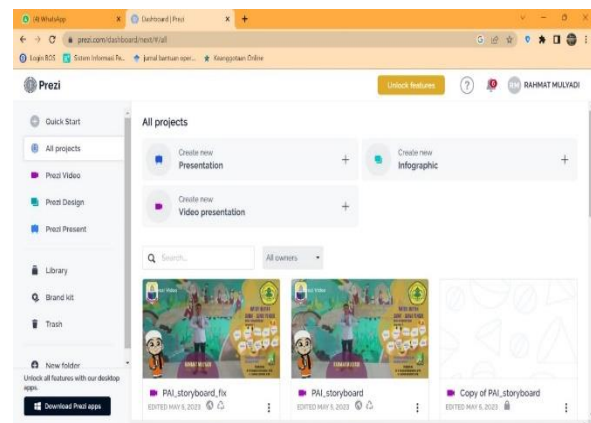 (4) WhatsApp
Dashboard | Prezi
prezi.com/dashboard/next/#/all
Login BOS
Sistem Informasi Pe...
jurnal bantuan oper...
Keanggotaan Online
Prezi
Unlock features
?
RM
RAHMAT MULYADI
Quick Start
All projects
Prezi Video
Prezi Design
Prezi Present
Library
Brand kit
Trash
New folder
Unlock all features with our desktop
apps.
Download Prezi apps
All projects
Create new
Presentation
Create new
Infographic
Create new
Video presentation
Search...
All owners
PAI_storyboard_fix
EDITED MAY 5, 2023
PAI_storyboard
EDITED MAY 5, 2023
Copy of PAI_storyboard
EDITED MAY 5, 2023